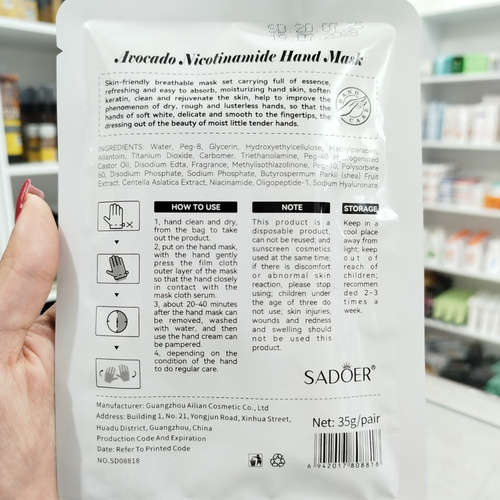 Avocado Nicotinamide Hand Mask
Skin-friendly breathable mask set carrying full of essence,
refreshing and easy to absorb, moisturizing hand skin, soften
keratin, clean and rejuvenate the skin, help to improve the
phenomenon of dry, rough and lusterless hands, so that the
hands of soft white, delicate and smooth to the fingertips, the
dressing out of the beauty of moist little tender hands.
INGREDIENTS: Water, Peg-8, Glycerin, Hydroxyethylcellulose, Methylparaben,
Allantoin, Titanium Dioxide, Carbomer, Triethanolamine, Peg-40 Hydrogenated
Castor Oil, Disodium Edta, Fragrance, Methylisothiazolinone, Peg-10, Polysorbate
60, Disodium Phosphate, Sodium Phosphate, Butyrospermum Parkii (shea) Fruit
Extract, Centella Asiatica Extract, Niacinamide, Oligopeptide-1, Sodium Hyaluronate
HOW TO USE
1, hand clean and dry,
from the bag to take
out the product.
2, put on the hand mask,
with the hand gently
press the film cloth
outer layer of the mask
so that the hand closely
in contact with the
mask cloth serum.
3, about 20-40 minutes
after the hand mask can
be removed, washed
with water, and then
use the hand cream can
be pampered.
4, depending on the
condition of the hand
to do regular care.
NOTE
This product is a
disposable product,
can not be reused; and
sunscreen cosmetics
used at the same time;
if there is discomfort
or abnormal skin
reaction, please stop
using; children under
the age of three do
not use; skin injuries,
wounds and redness
and swelling should
not be used this
product.
STORAGE
Keep in a
cool place
away from
light; keep
out of
reach of
children;
recommen
ded 2-3
times a
week.
SADOER®
Manufacturer: Guangzhou Ailian Cosmetic Co., Ltd
Address: Building 1, No. 21, Yongjun Road, Xinhua Street,
Huadu District, Guangzhou, China
Production Code And Expiration
Date: Refer To Printed Code
NO.SD08818
Net: 35g/pair
6 942017 808818